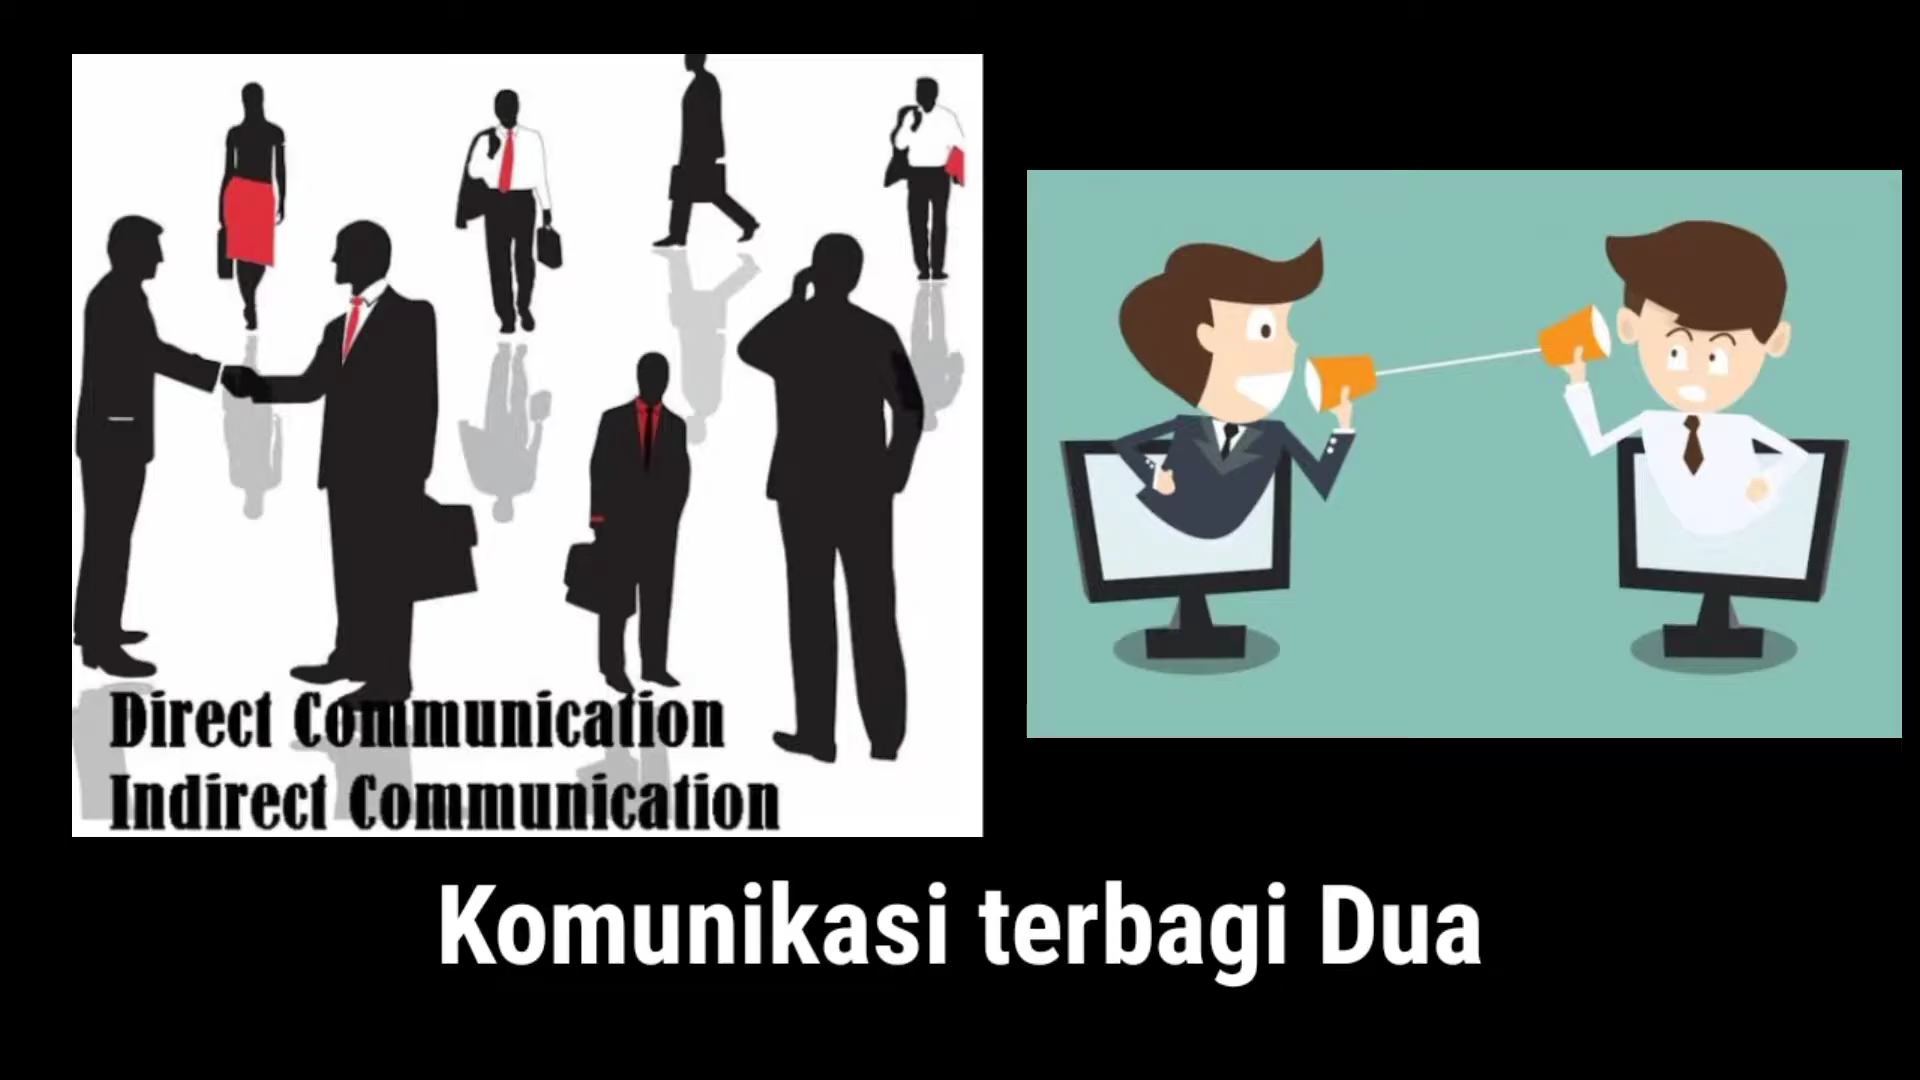 Direct Communication
Indirect Communication
Komunikasi terbagi Dua